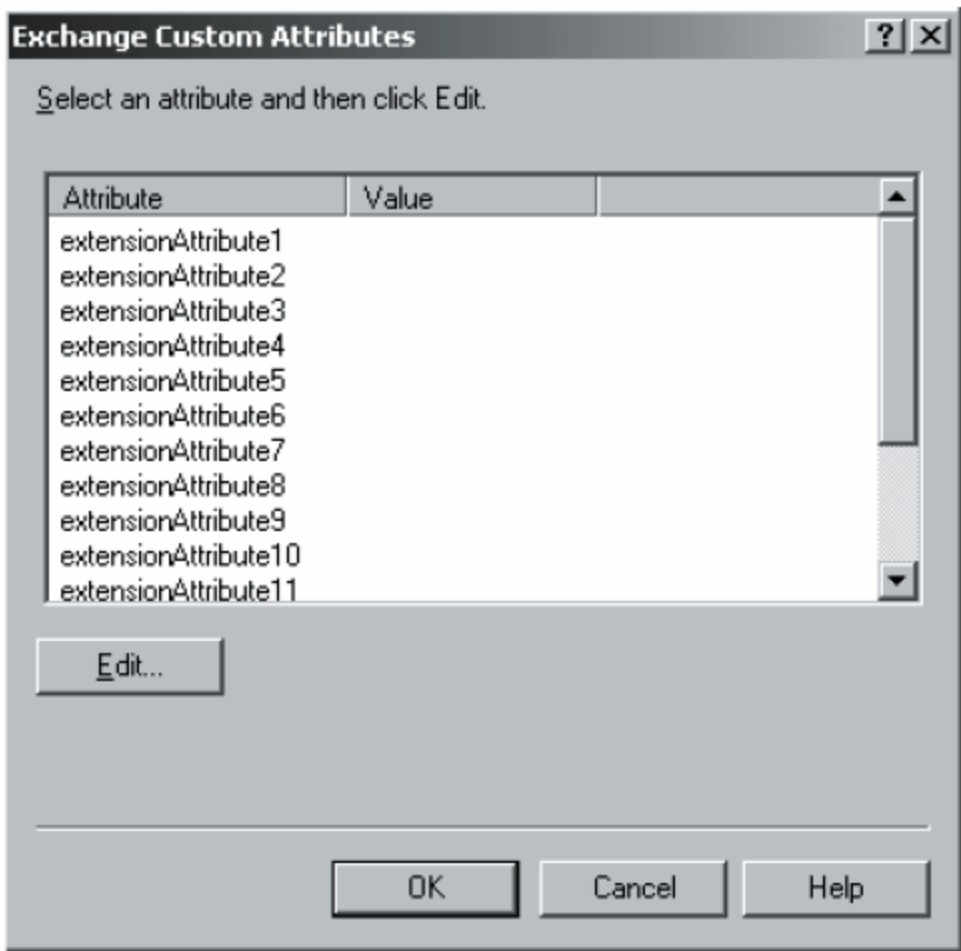 Exchange Custom Attributes
Select an attribute and then click Edit.
Attribute Value
extensionAttribute1
extensionAttribute2
extensionAttribute3
extensionAttribute4
extensionAttribute5
extensionAttribute6
extensionAttribute7
extensionAttribute8
extensionAttribute9
extensionAttribute10
extensionAttribute11
Edit...
OK Cancel Help